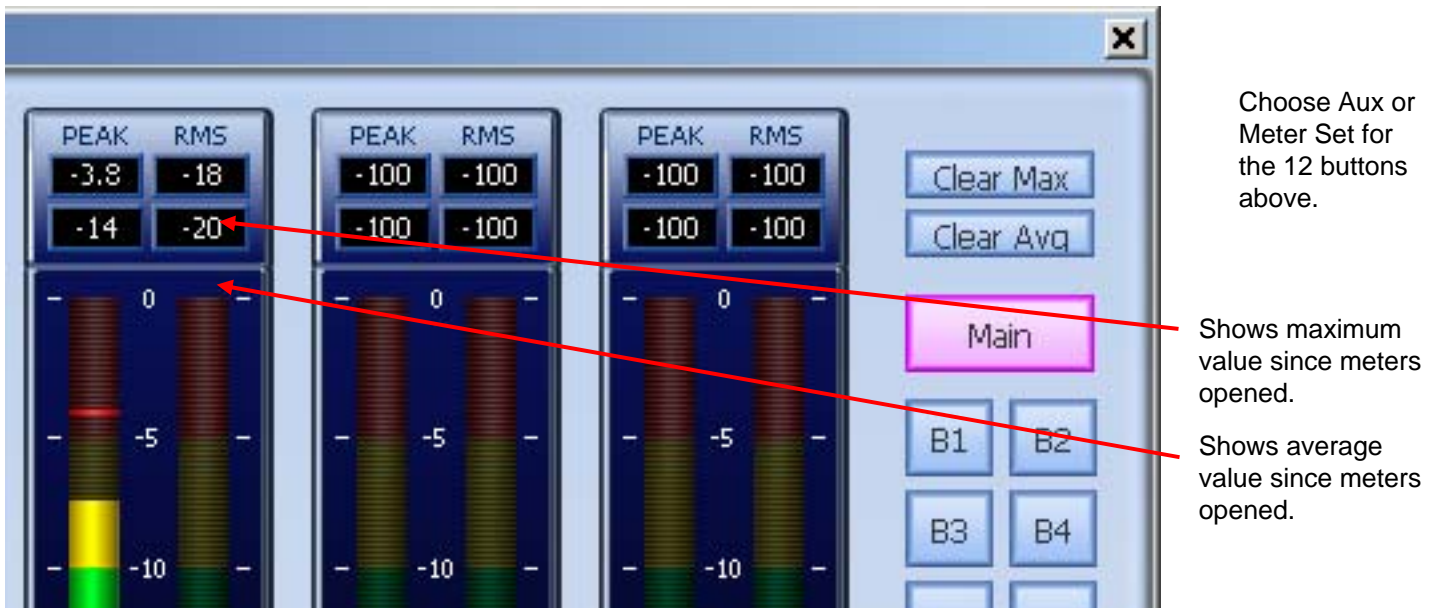 PEAK RMS
-3.8 -18
-14 -20
0
-5
-10
PEAK RMS
-100 -100
-100 -100
0
-5
-10
PEAK RMS
-100 -100
-100 -100
0
-5
-10
Clear Max
Clear Avg
Main
B1 B2
B3 B4
Choose Aux or
Meter Set for
the 12 buttons
above.
Shows maximum
value since meters
opened.
Shows average
value since meters
opened.